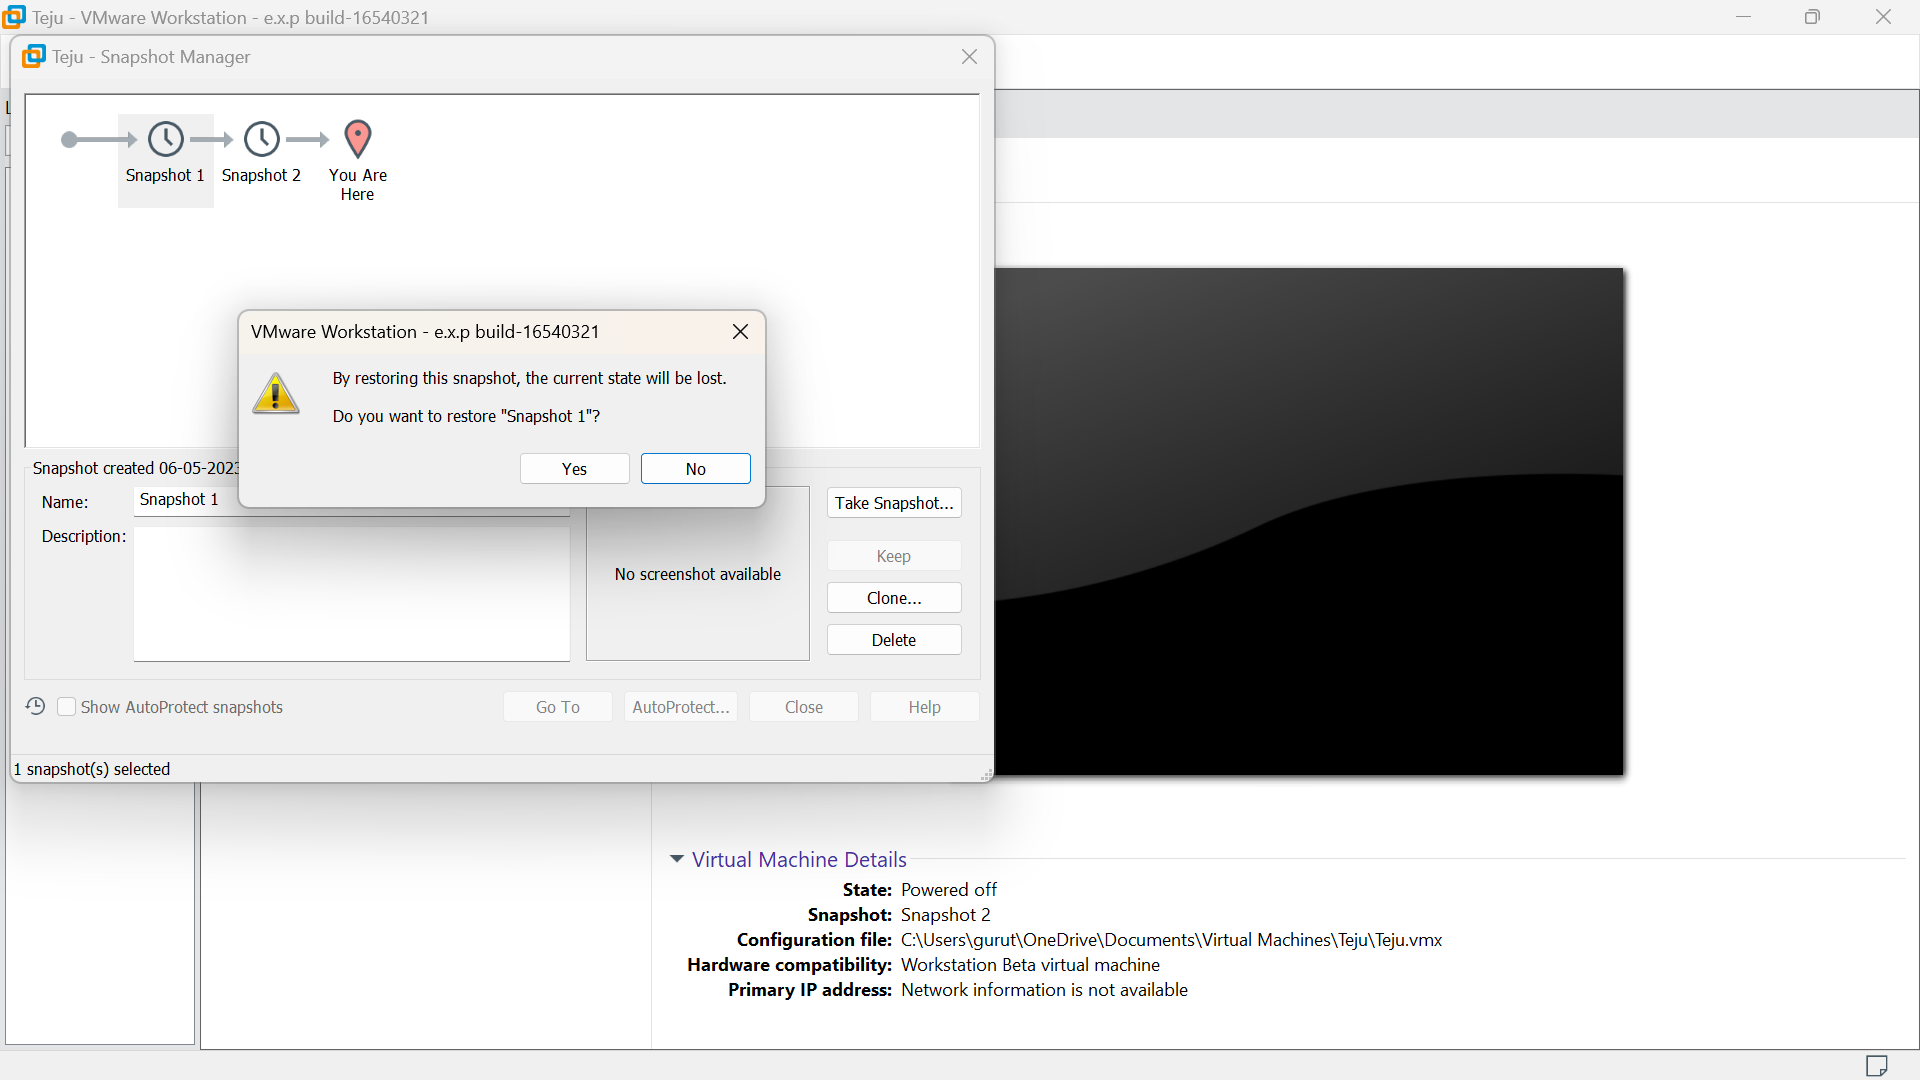 Teju - VMware Workstation - e.x.p build-16540321
Teju - Snapshot Manager
Snapshot 1
Snapshot 2
You Are
Here
VMware Workstation - e.x.p build-16540321
By restoring this snapshot, the current state will be lost.
Do you want to restore "Snapshot 1"?
Yes
No
Snapshot created 06-05-2023
Name:
Snapshot 1
Description:
No screenshot available
Take Snapshot...
Keep
Clone...
Delete
Show AutoProtect snapshots
Go To
AutoProtect...
Close
Help
1 snapshot(s) selected
Virtual Machine Details
State: Powered off
Snapshot: Snapshot 2
Configuration file: C:\Users\gurut\OneDrive\Documents\Virtual Machines\Teju\Teju.vmx
Hardware compatibility: Workstation Beta virtual machine
Primary IP address: Network information is not available